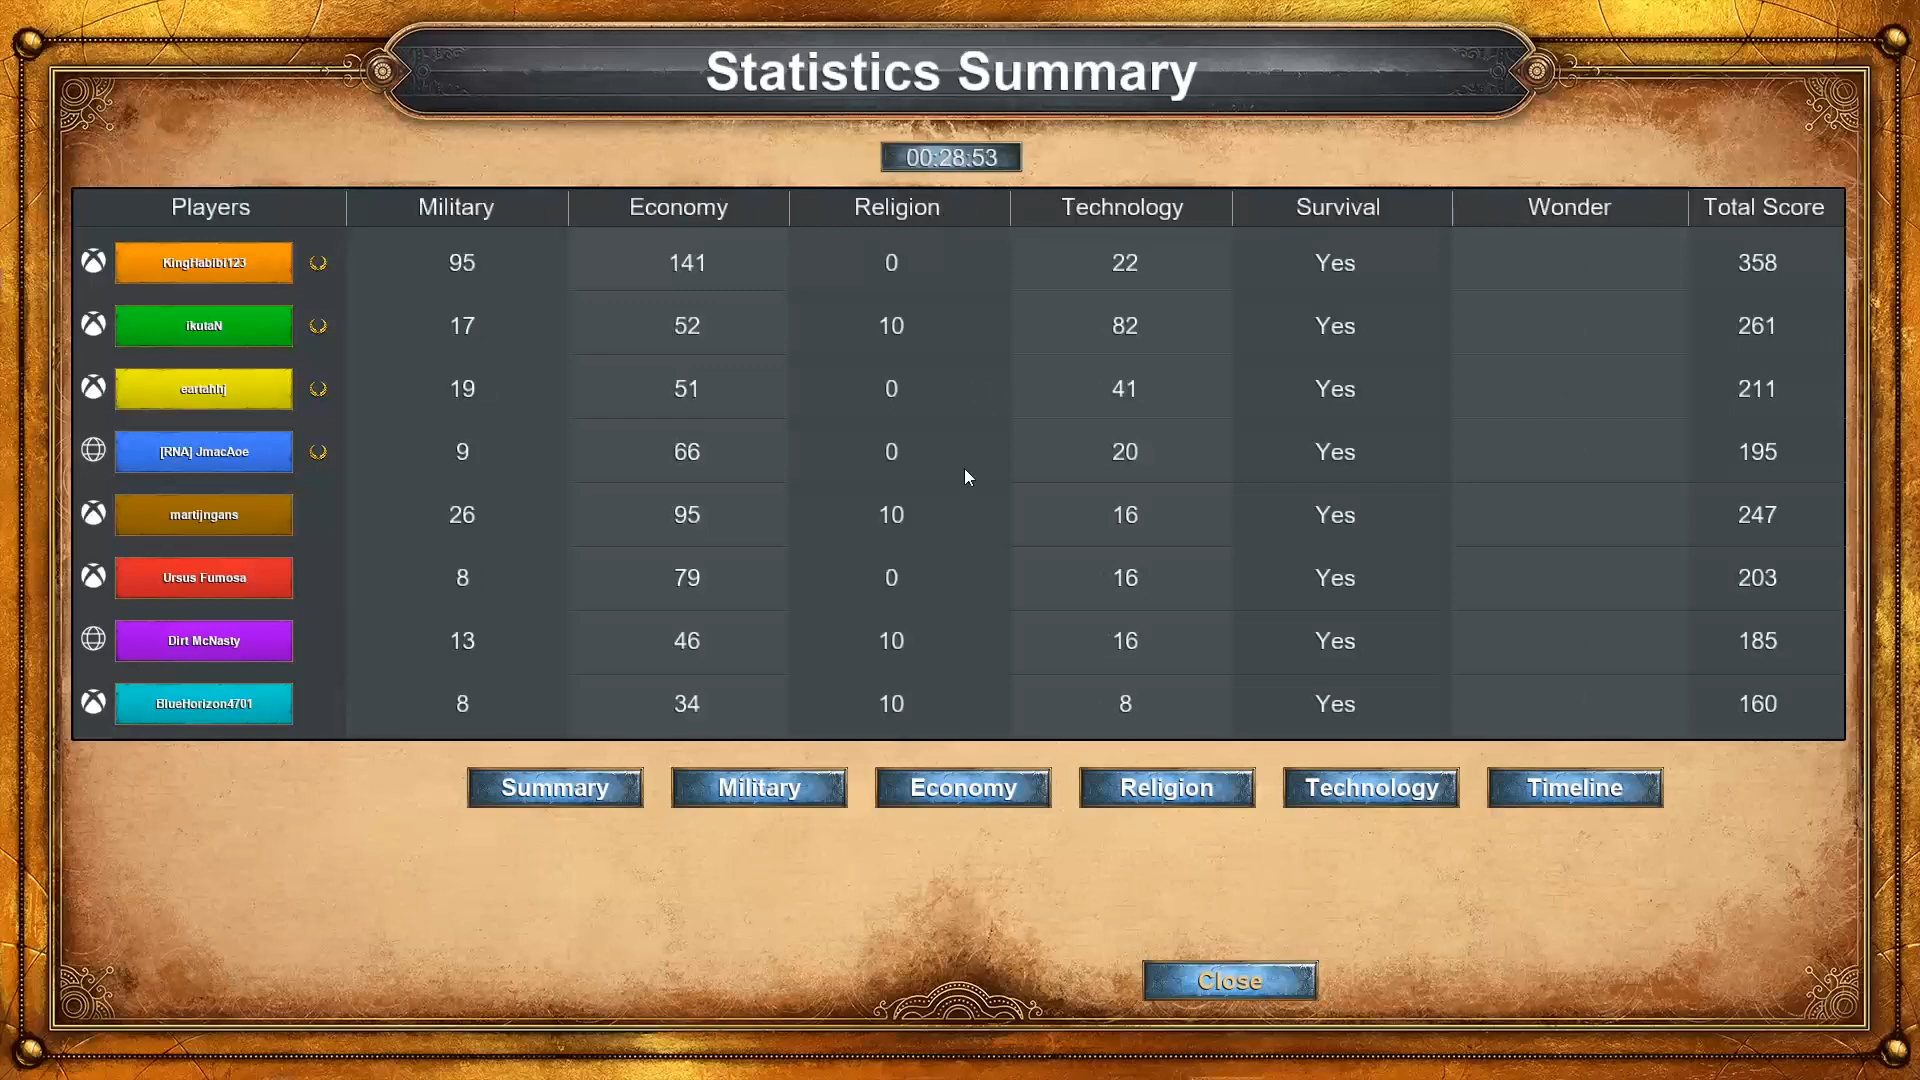 Statistics Summary
00:28:53
Players Military Economy Religion Technology Survival Wonder Total Score
KingHabibi123 95 141 0 22 Yes 358
ikutaN 17 52 10 82 Yes 261
eartahhj 19 51 0 41 Yes 211
[RNA] JmacAoe 9 66 0 20 Yes 195
martijngans 26 95 10 16 Yes 247
Ursus Fumosa 8 79 0 16 Yes 203
Dirt McNasty 13 46 10 16 Yes 185
BlueHorizon4701 8 34 10 8 Yes 160
Summary Military Economy Religion Technology Timeline
Close